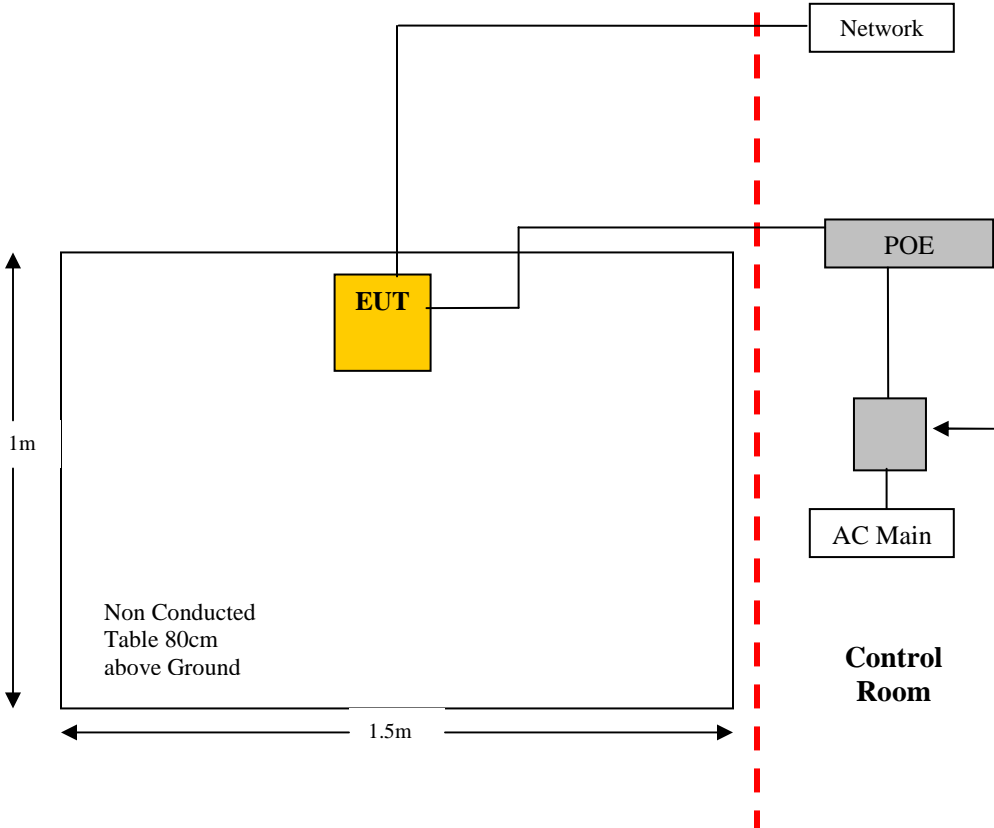 Network
POE
EUT
1m
AC Main
Non Conducted
Table 80cm
above Ground
Control
Room
1.5m